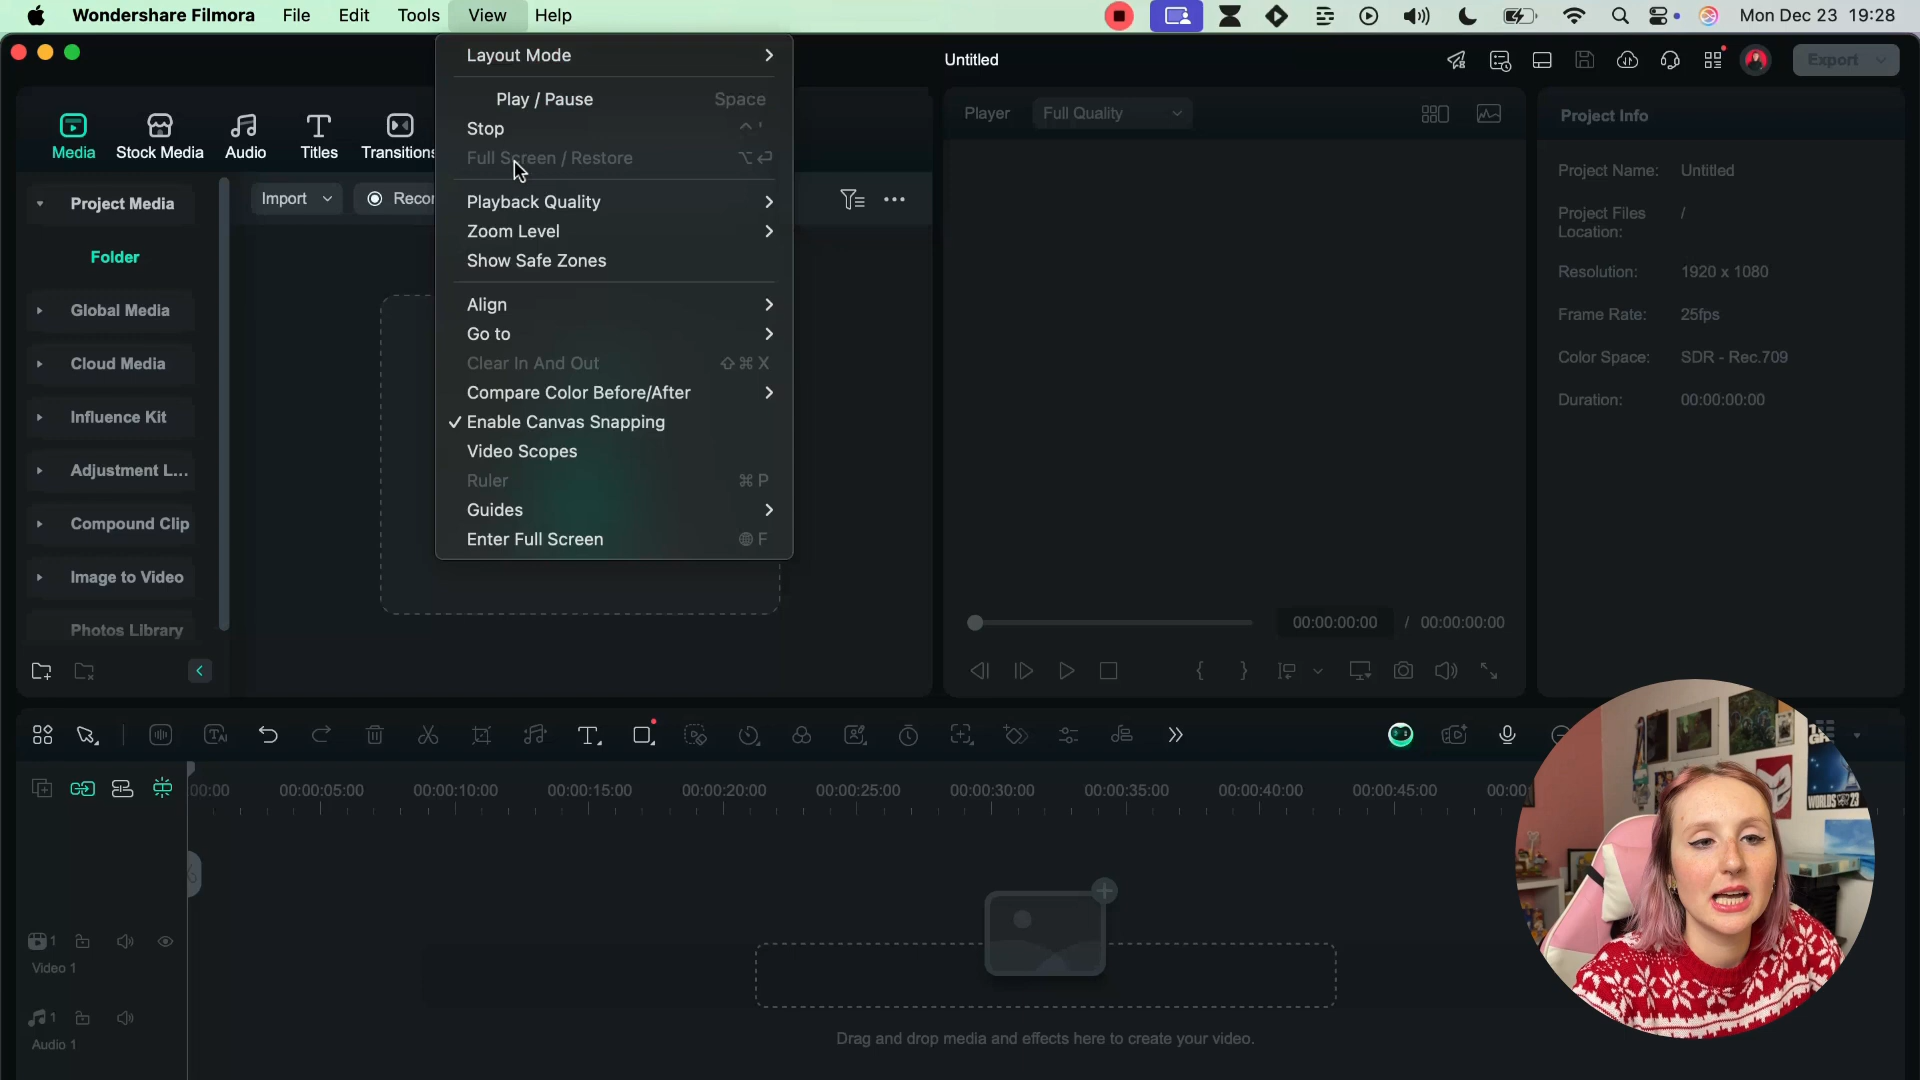 Wondershare Filmora File Edit Tools View Help
Mon Dec 23 19:28
Untitled
Export
Layout Mode
Play / Pause Space
Stop ^ '
Full Screen / Restore ⌥↩
Playback Quality
Zoom Level
Show Safe Zones
Align
Go to
Clear In And Out ⇧⌘X
Compare Color Before/After
✓ Enable Canvas Snapping
Video Scopes
Ruler ⌘P
Guides
Enter Full Screen F
Media Stock Media Audio Titles Transitions
Import
Project Media
Folder
Global Media
Cloud Media
Influence Kit
Adjustment L...
Compound Clip
Image to Video
Photos Library
Player Full Quality
00:00:00:00 / 00:00:00:00
Project Info
Project Name: Untitled
Project Files /
Location:
Resolution: 1920 x 1080
Frame Rate: 25fps
Color Space: SDR - Rec.709
Duration: 00:00:00:00
00:00 00:00:05:00 00:00:10:00 00:00:15:00 00:00:20:00 00:00:25:00 00:00:30:00 00:00:35:00 00:00:40:00 00:00:45:00
1
Video 1
1
Audio 1
Drag and drop media and effects here to create your video.
WORLDS 23